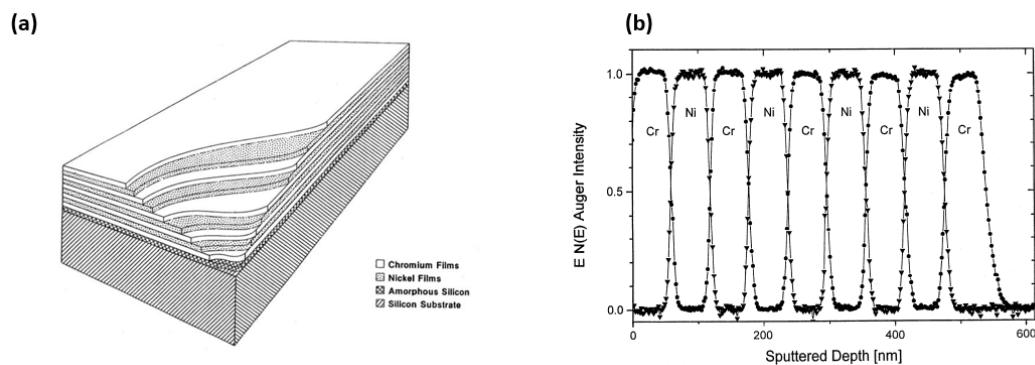 (a)
Chromium Films
Nickel Films
Amorphous Silicon
Silicon Substrate
(b)
E N(E) Auger Intensity
1.0
0.5
0.0
Cr
Ni
Cr
Ni
Cr
Ni
Cr
Ni
Cr
0
200
400
600
Sputtered Depth [nm]